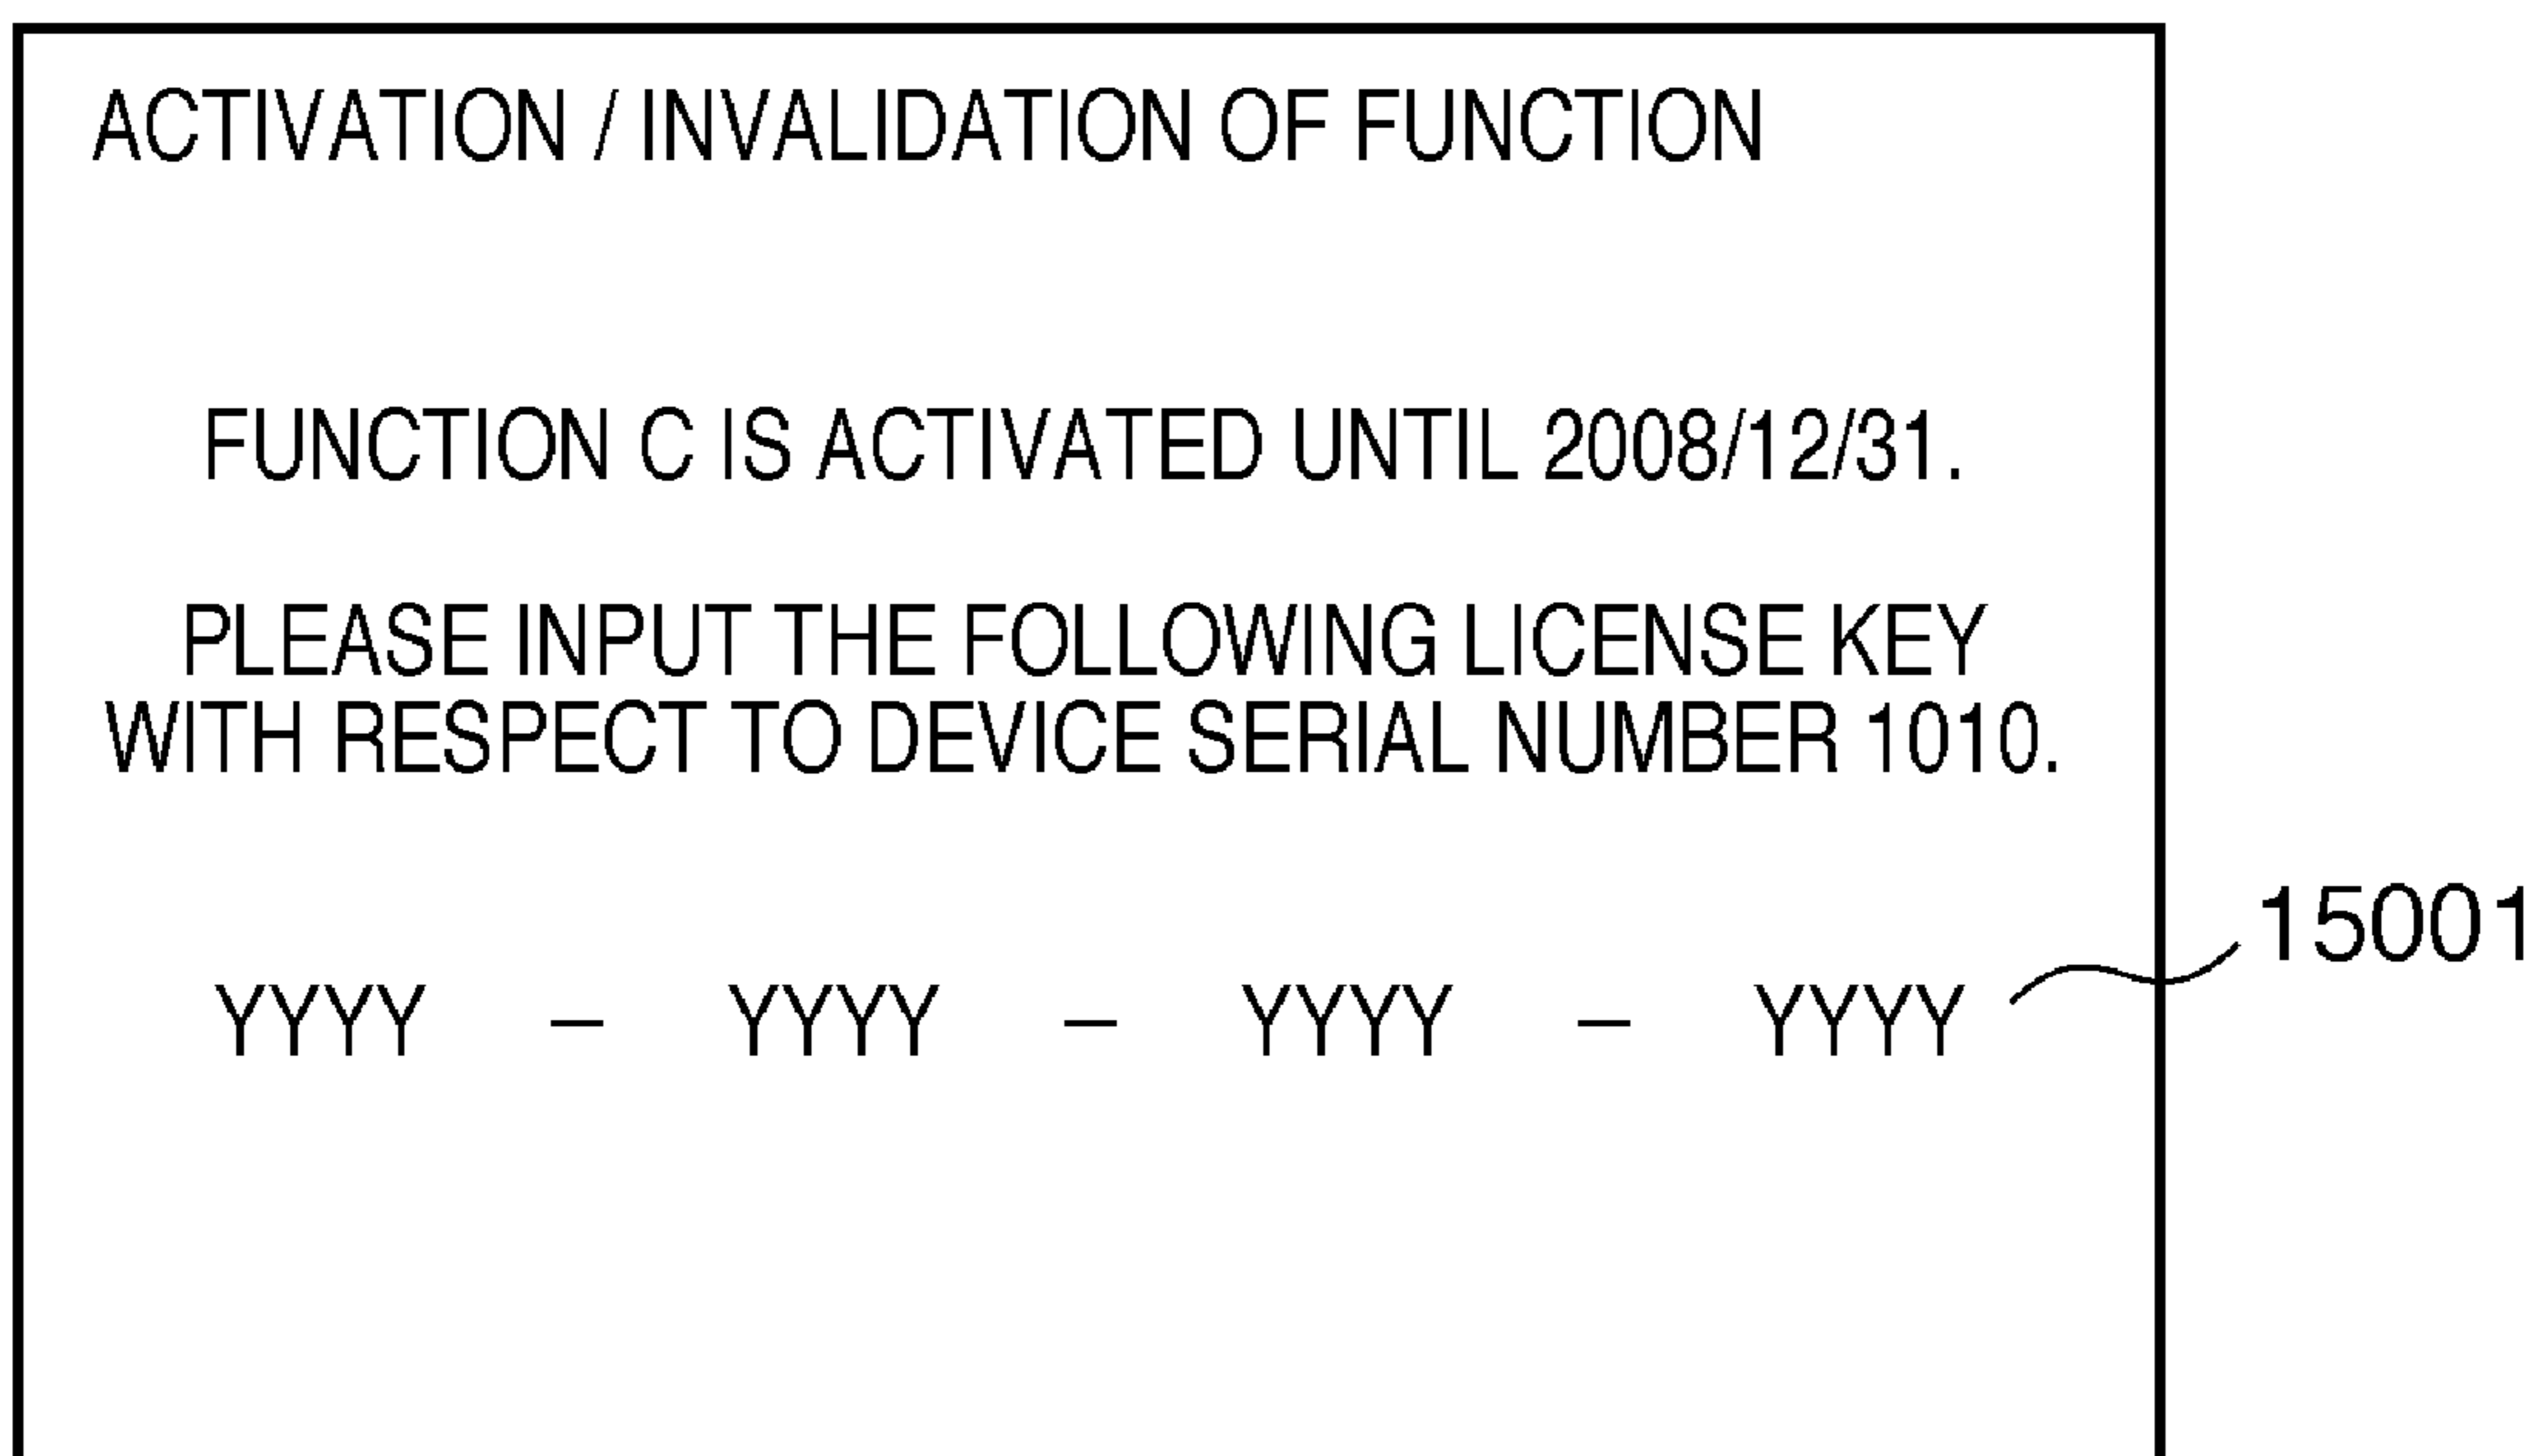 ACTIVATION / INVALIDATION OF FUNCTION
FUNCTION C IS ACTIVATED UNTIL 2008/12/31.
PLEASE INPUT THE FOLLOWING LICENSE KEY
WITH RESPECT TO DEVICE SERIAL NUMBER 1010.
15001
YYYY – YYYY – YYYY – YYYY